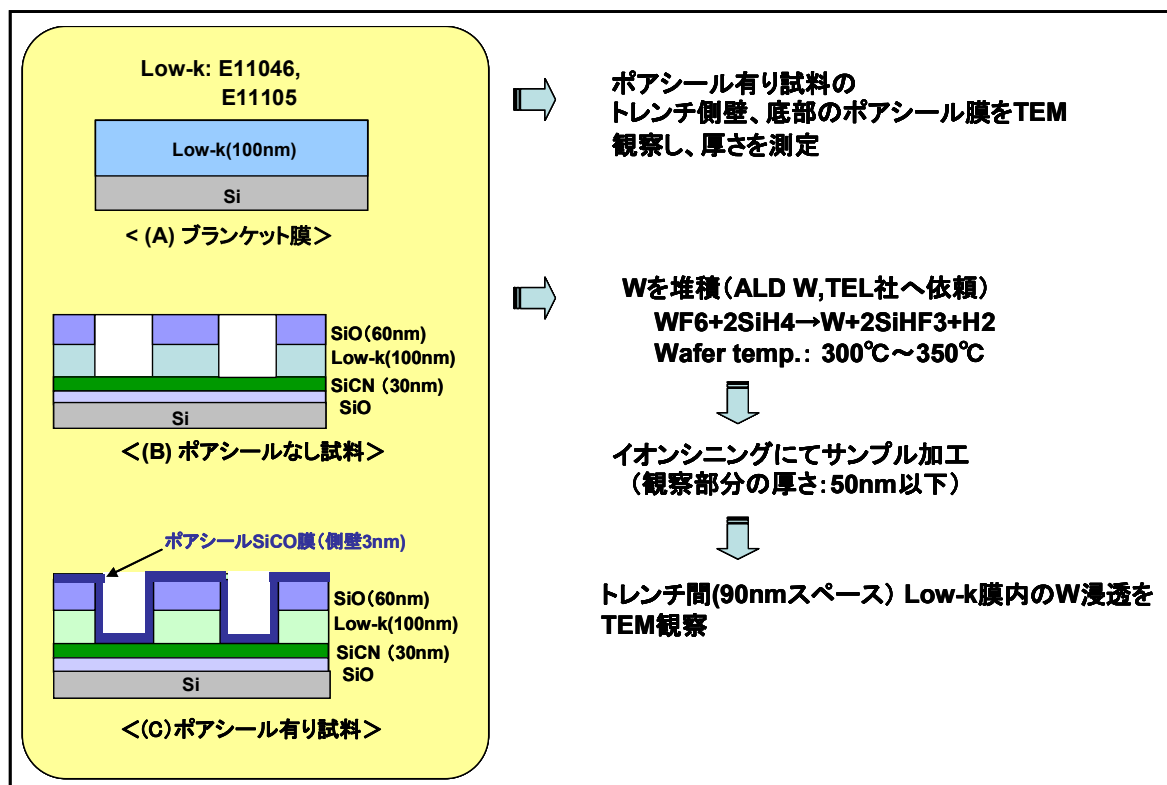 Low-k: E11046,
E11105
Low-k(100nm)
Si
< (A) ブランケット膜＞
SiO（60nm)
Low-k(100nm)
SiCN （30nm)
SiO
Si
＜(B) ポアシールなし試料＞
ポアシールSiCO膜（側壁3nm)
SiO（60nm)
Low-k(100nm)
SiCN （30nm)
SiO
Si
＜(C)ポアシール有り試料＞
ポアシール有り試料の
トレンチ側壁、底部のポアシール膜をTEM
観察し、厚さを測定
Wを堆積（ALD W,TEL社へ依頼）
WF6+2SiH4→W+2SiHF3+H2
Wafer temp.： 300℃～350℃
イオンシニングにてサンプル加工
（観察部分の厚さ：50nm以下）
トレンチ間(90nmスペース） Low-k膜内のW浸透を
TEM観察